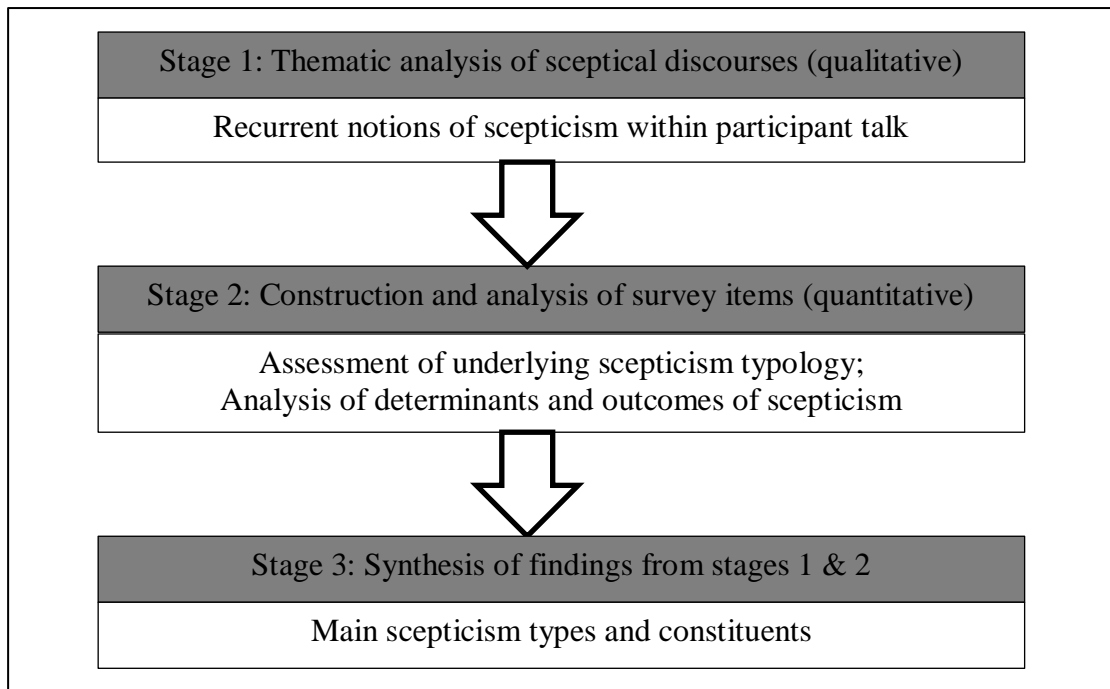 Stage 1: Thematic analysis of sceptical discourses (qualitative)
Recurrent notions of scepticism within participant talk
Stage 2: Construction and analysis of survey items (quantitative)
Assessment of underlying scepticism typology;
Analysis of determinants and outcomes of scepticism
Stage 3: Synthesis of findings from stages 1 & 2
Main scepticism types and constituents